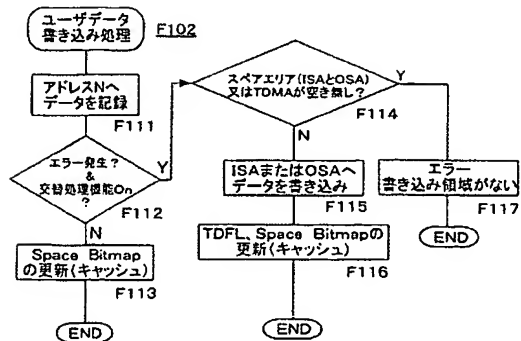 ユーザデータ
書き込み処理
F102
アドレスNへ
データを記録
F111
エラー発生?
&
交替処理機能On
?
Y
F112
N
Space Bitmap
の更新(キャッシュ)
F113
END
スペアエリア(ISAとOSA)
又はTDMAが空き無し?
Y
F114
N
ISAまたはOSAへ
データを書き込み
F115
TDFL、Space Bitmapの
更新(キャッシュ)
F116
END
エラー
書き込み領域がない
F117
END